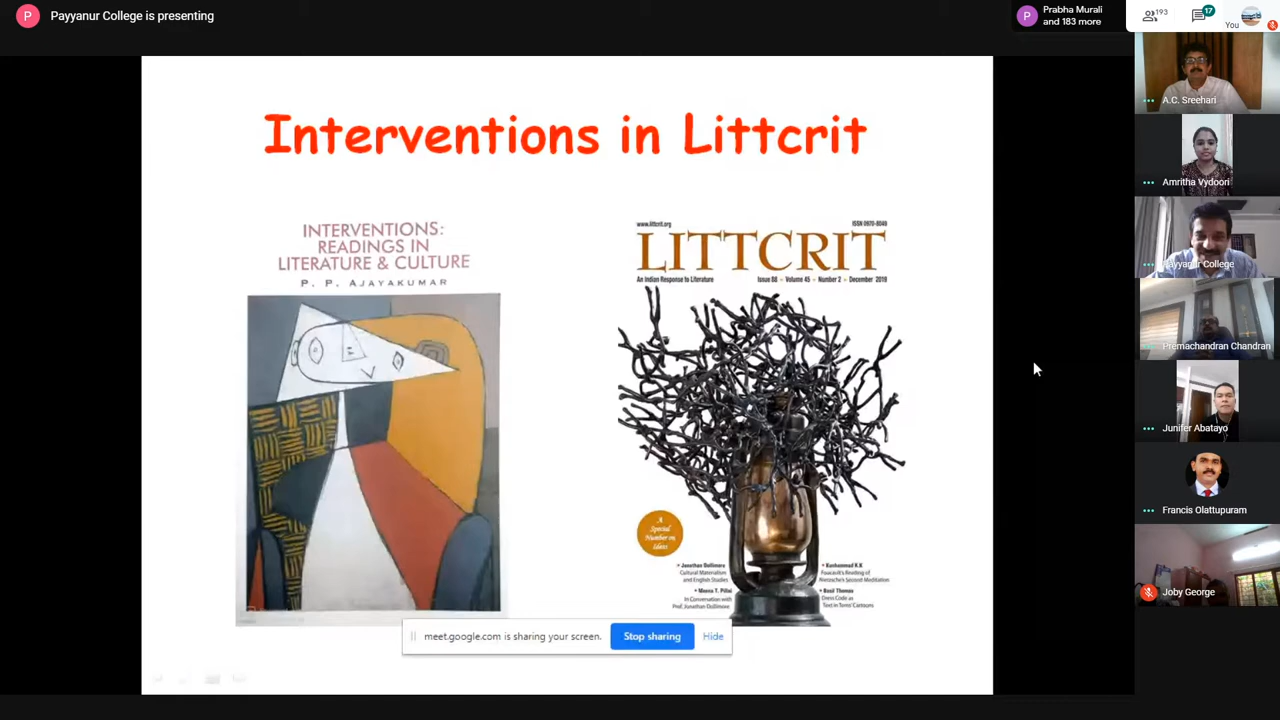 P
Payyanur College is presenting
P
Prabha Murali
and 183 more
193
17
You
Interventions in Littcrit
INTERVENTIONS:
READINGS IN
LITERATURE & CULTURE
P. P. AJAYAKUMAR
www.littcrit.org
ISSN 0970-8049
LITTCRIT
An Indian Response to Literature
Issue 88 • Volume 45 • Number 2 • December 2019
A
Special
Number on
Ideas
• Jonathan Dollimore
Cultural Materialism
and English Studies
• Meena T. Pillai
In Conversation with
Prof. Jonathan Dollimore
Foucault's Reading of
Nietzsche's Second Meditation
• Basil Thomas
Dress Code as
Text in Toms' Cartoons
meet.google.com is sharing your screen.
Stop sharing
Hide
A.C. Sreehari
Amritha Vydoori
Payyanur College
Premachandran Chandran
Junifer Abatayo
Francis Olattupuram
Joby George